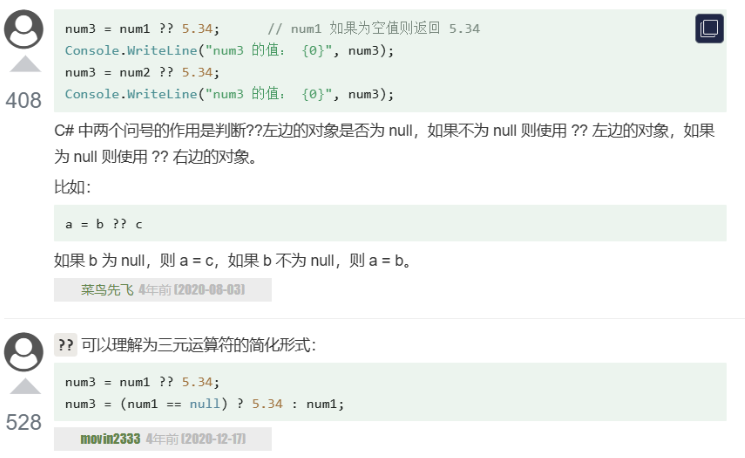 num3 = num1 ?? 5.34;      // num1 如果为空值则返回 5.34
Console.WriteLine("num3 的值： {0}", num3);
num3 = num2 ?? 5.34;
Console.WriteLine("num3 的值： {0}", num3);
408
C# 中两个问号的作用是判断??左边的对象是否为 null，如果不为 null 则使用 ?? 左边的对象，如果
为 null 则使用 ?? 右边的对象。
比如：
a = b ?? c
如果 b 为 null，则 a = c，如果 b 不为 null，则 a = b。
菜鸟先飞 4年前 (2020-08-03)
?? 可以理解为三元运算符的简化形式：
num3 = num1 ?? 5.34;
num3 = (num1 == null) ? 5.34 : num1;
528
movin2333 4年前 (2020-12-17)